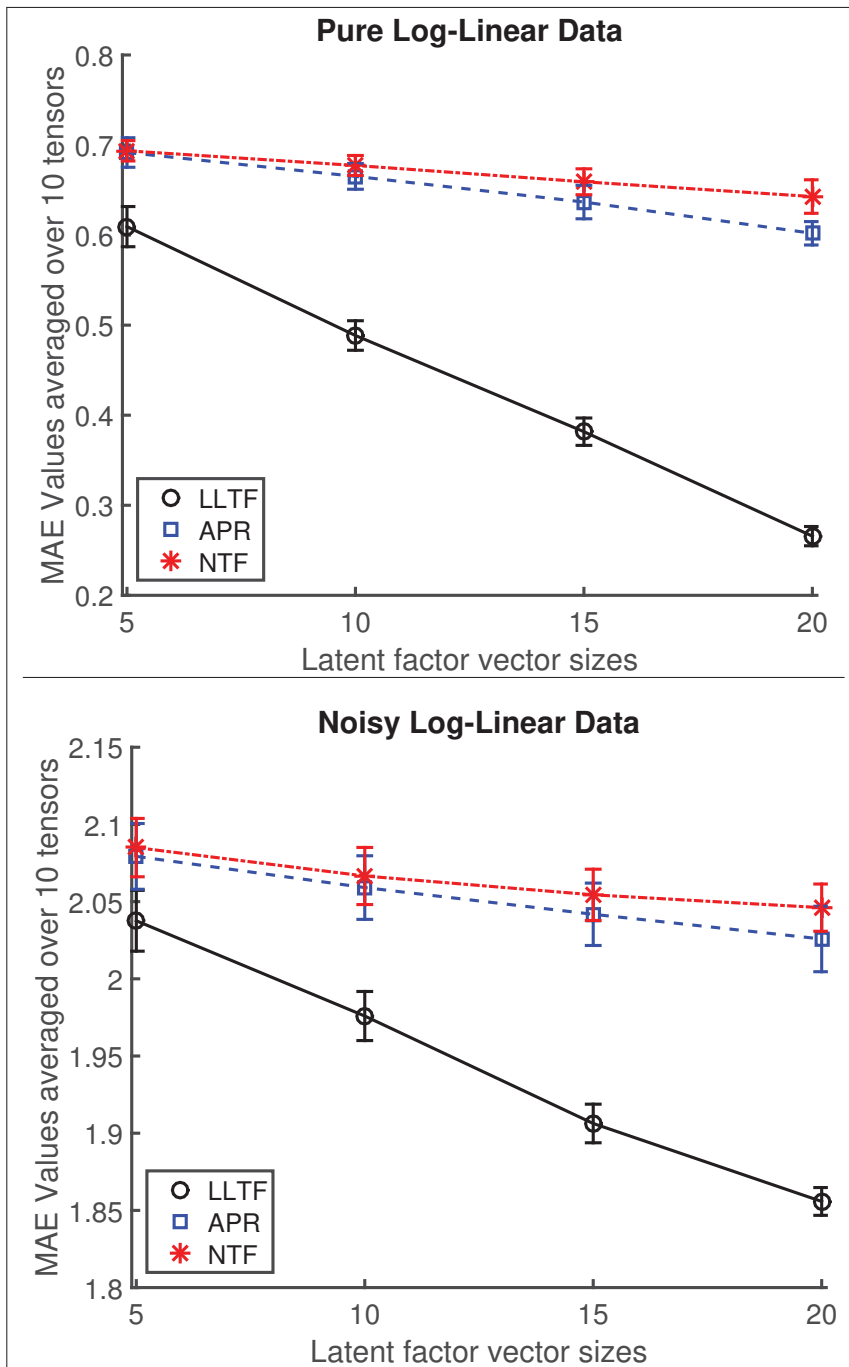 Pure Log-Linear Data
MAE Values averaged over 10 tensors
0.8
0.7
0.6
0.5
0.4
0.3
0.2
LLTF
APR
NTF
5 10 15 20
Latent factor vector sizes
Noisy Log-Linear Data
MAE Values averaged over 10 tensors
2.15
2.1
2.05
2
1.95
1.9
1.85
1.8
LLTF
APR
NTF
5 10 15 20
Latent factor vector sizes